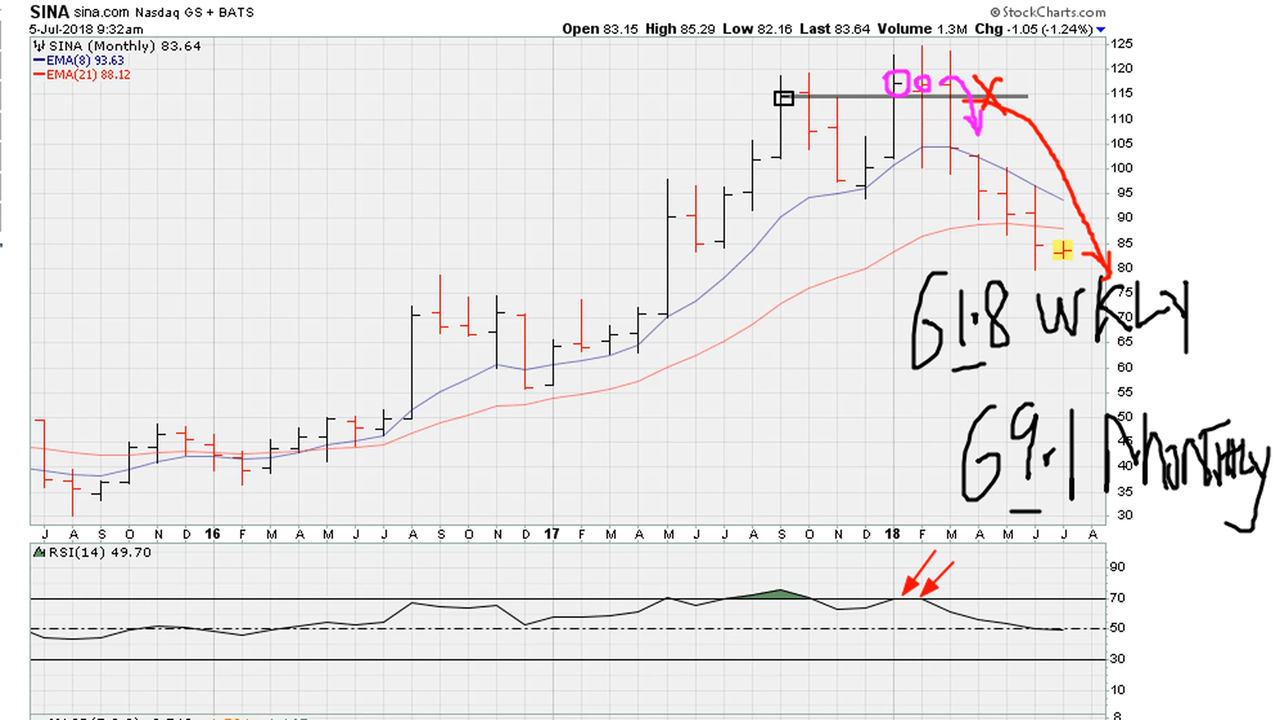 SINA sina.com Nasdaq GS + BATS
© StockCharts.com
5-Jul-2018 9:32am
Open 83.15 High 85.29 Low 82.16 Last 83.64 Volume 1.3M Chg -1.05 (-1.24%)
SINA (Monthly) 83.64
EMA(8) 93.63
EMA(21) 88.12
125
120
115
110
105
100
95
90
85
80
75
70
65
60
55
50
45
40
35
30
61.8 WKLY
69.1 Monthly
J A S O N D 16 F M A M J J A S O N D 17 F M A M J J A S O N D 18 F M A M J J A
RSI(14) 49.70
90
70
50
30
10
8